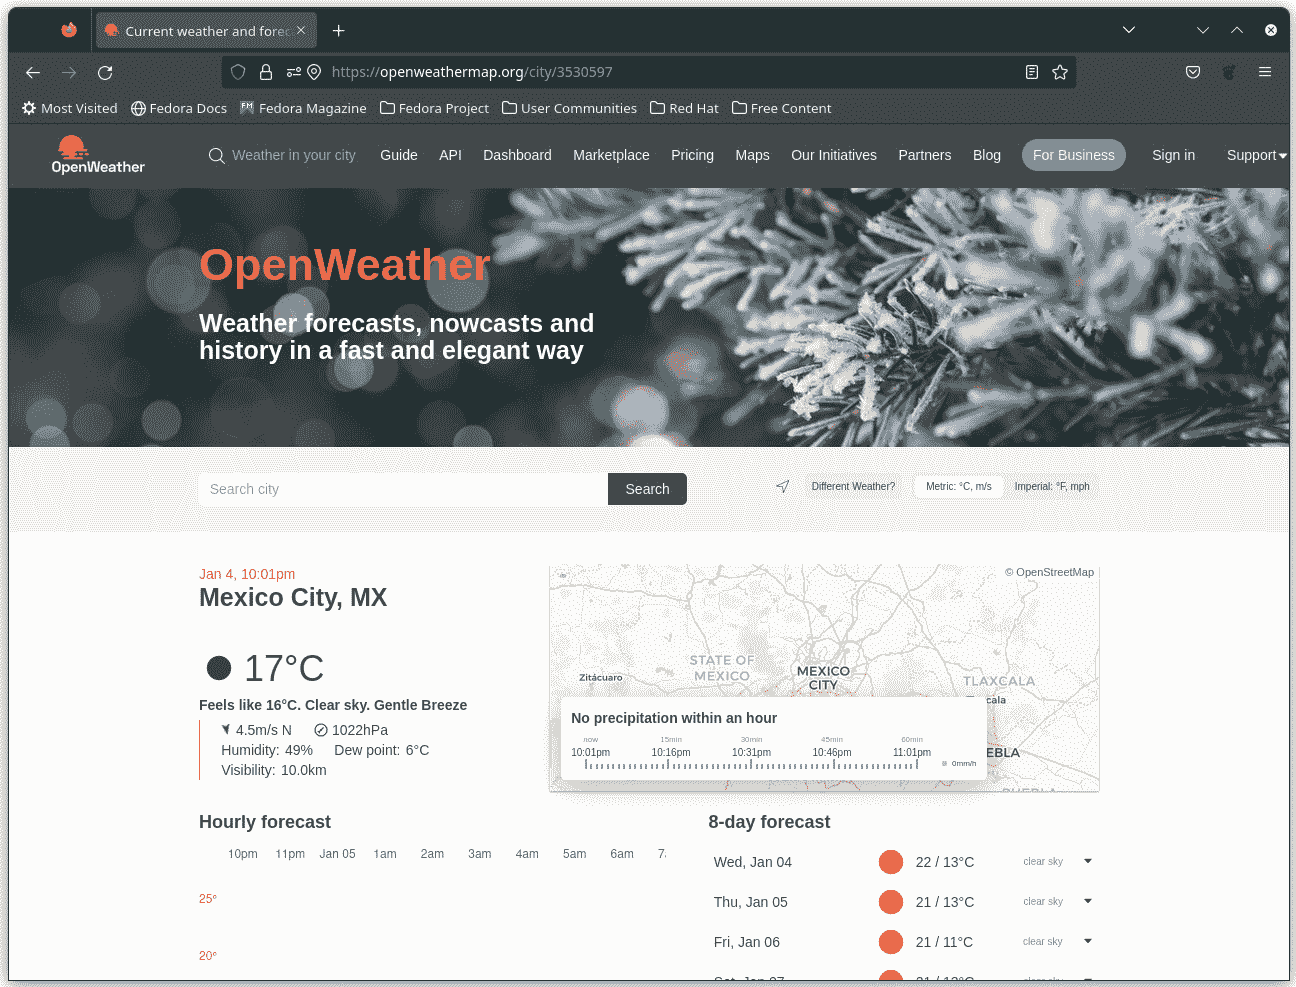 Current weather and forec
https://openweathermap.org/city/3530597
Most Visited Fedora Docs Fedora Magazine Fedora Project User Communities Red Hat Free Content
OpenWeather
Weather in your city Guide API Dashboard Marketplace Pricing Maps Our Initiatives Partners Blog For Business Sign in Support
OpenWeather
Weather forecasts, nowcasts and
history in a fast and elegant way
Search city Search Different Weather? Metric: °C, m/s Imperial: °F, mph
Jan 4, 10:01pm
Mexico City, MX
17°C
Feels like 16°C. Clear sky. Gentle Breeze
4.5m/s N 1022hPa
Humidity: 49% Dew point: 6°C
Visibility: 10.0km
© OpenStreetMap
STATE OF
MEXICO
MEXICO
CITY
Zitácuaro
TLAXCALA
cala
EBLA
PUEBLA
No precipitation within an hour
now 15min 30min 45min 60min
10:01pm 10:16pm 10:31pm 10:46pm 11:01pm
0mm/h
Hourly forecast
10pm 11pm Jan 05 1am 2am 3am 4am 5am 6am 7
25°
20°
8-day forecast
Wed, Jan 04 22 / 13°C clear sky
Thu, Jan 05 21 / 13°C clear sky
Fri, Jan 06 21 / 11°C clear sky
Sat, Jan 07 21 / 12°C clear sky